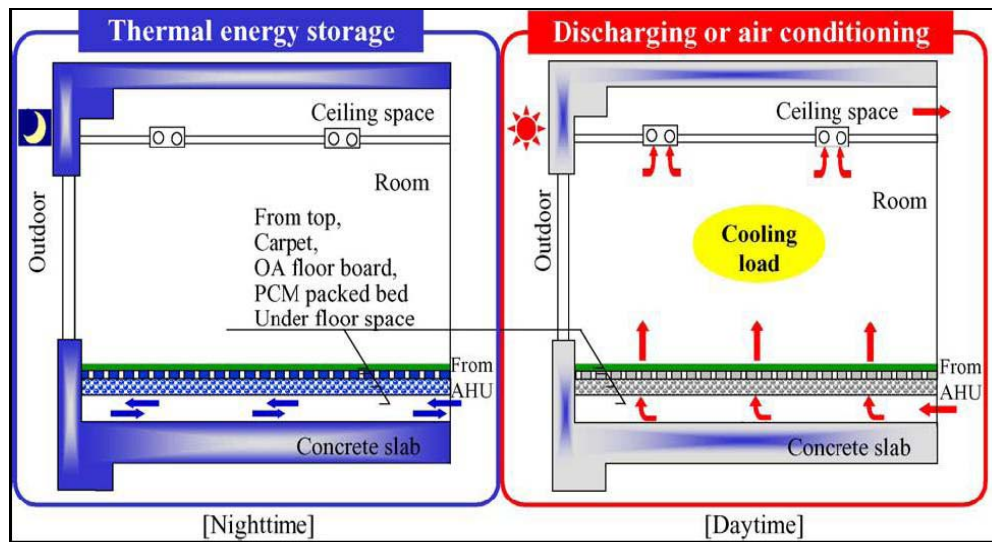 Thermal energy storage
Ceiling space
Room
Outdoor
From top,
Carpet,
OA floor board,
PCM packed bed
Under floor space
From
AHU
Concrete slab
[Nighttime]
Discharging or air conditioning
Ceiling space
Room
Outdoor
Cooling
load
From
AHU
Concrete slab
[Daytime]